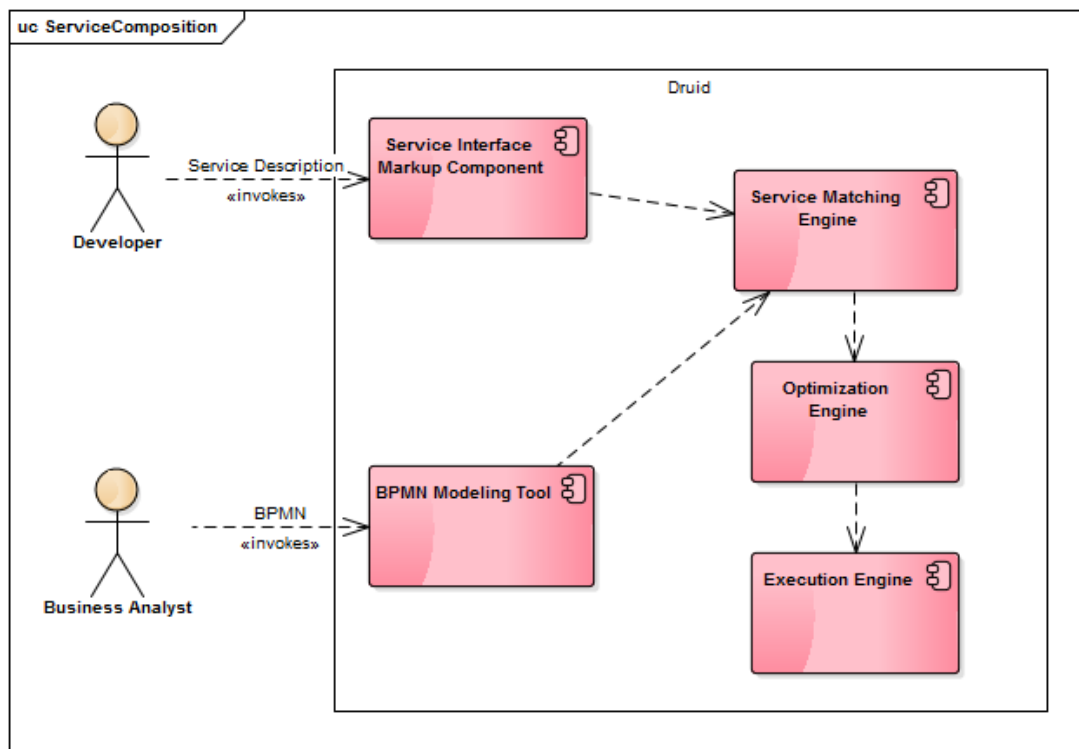 uc ServiceComposition
Druid
Service Interface
Markup Component
Service Description
«invokes»
Developer
Service Matching
Engine
Optimization
Engine
BPMN Modeling Tool
BPMN
«invokes»
Business Analyst
Execution Engine